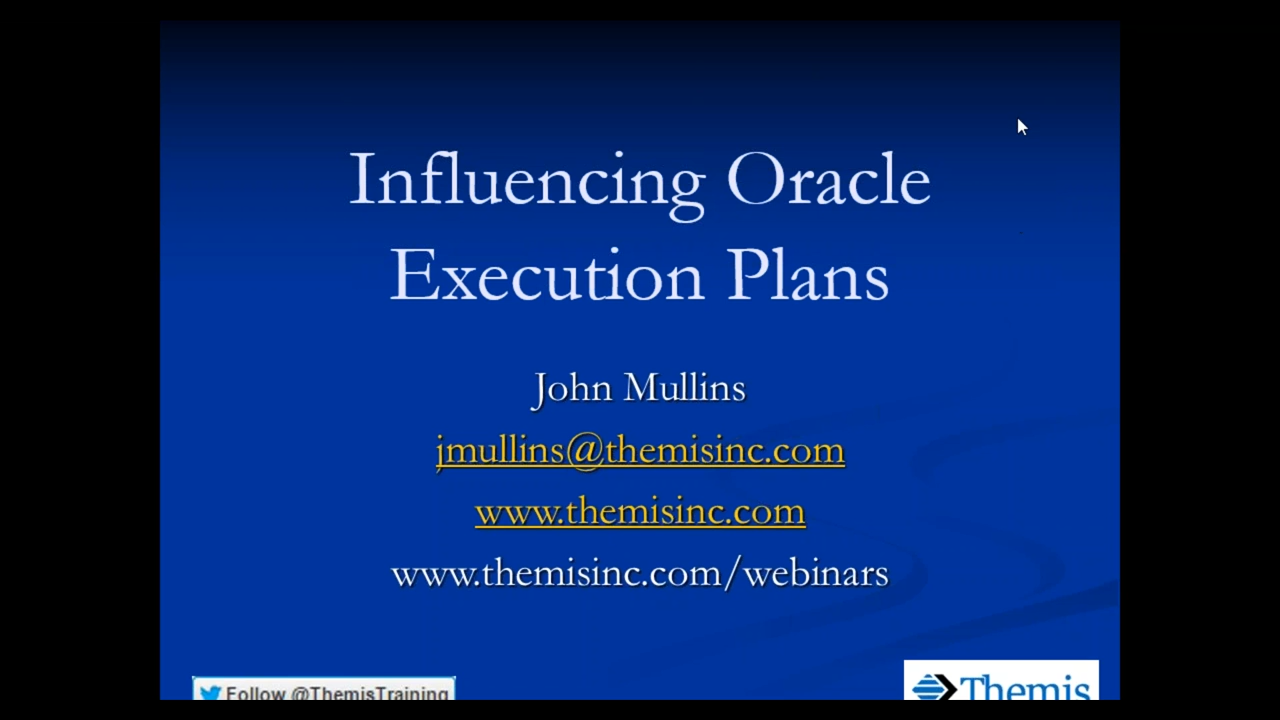 Influencing Oracle
Execution Plans
John Mullins
jmullins@themisinc.com
www.themisinc.com
www.themisinc.com/webinars
Follow @ThemisTraining
Themis